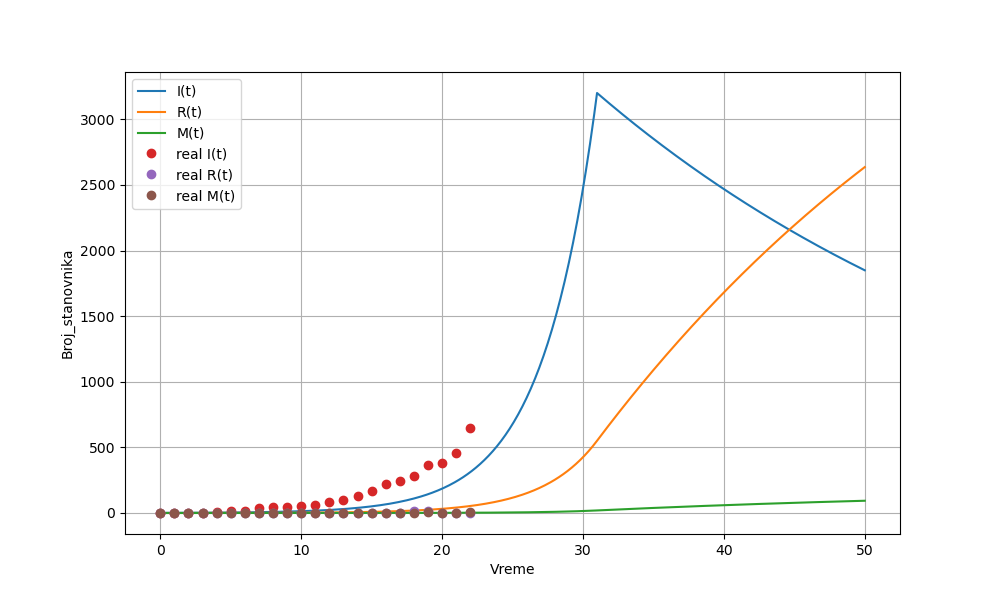 I(t)
R(t)
M(t)
real I(t)
real R(t)
real M(t)
3000
2500
2000
1500
1000
500
0
Broj_stanovnika
0 10 20 30 40 50
Vreme